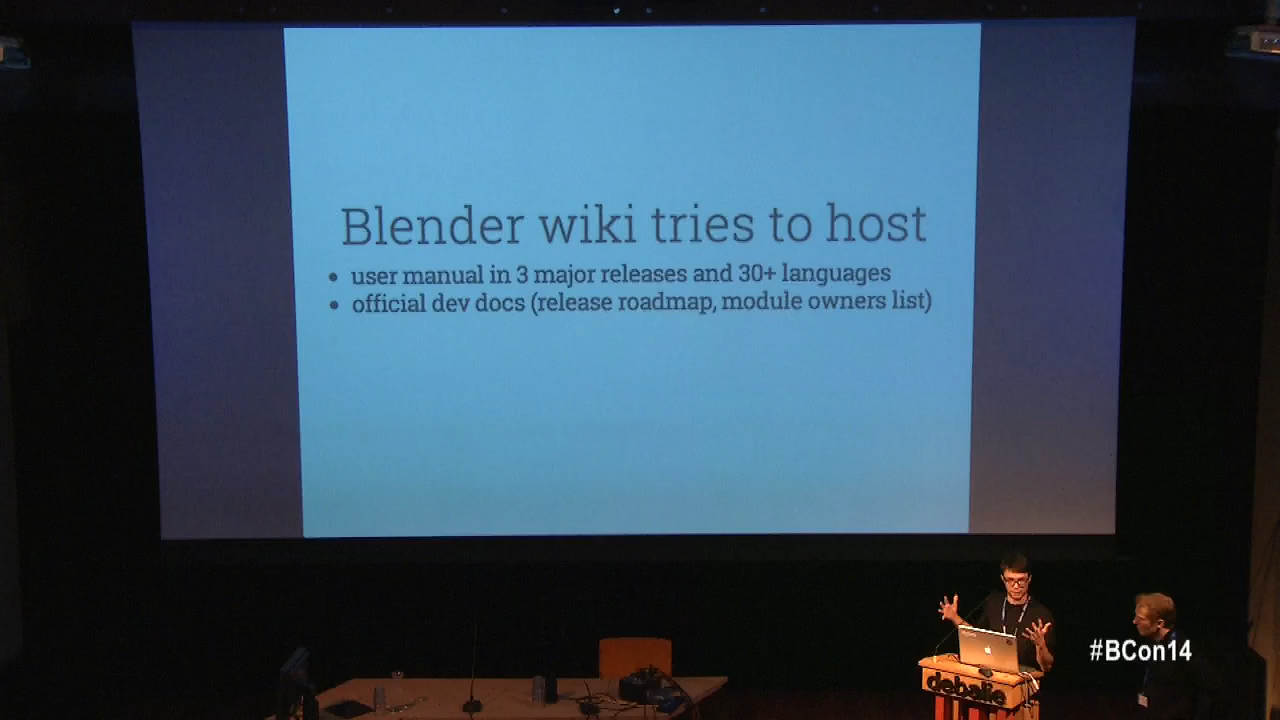 Blender wiki tries to host
• user manual in 3 major releases and 30+ languages
• official dev docs (release roadmap, module owners list)
#BCon14
debalie